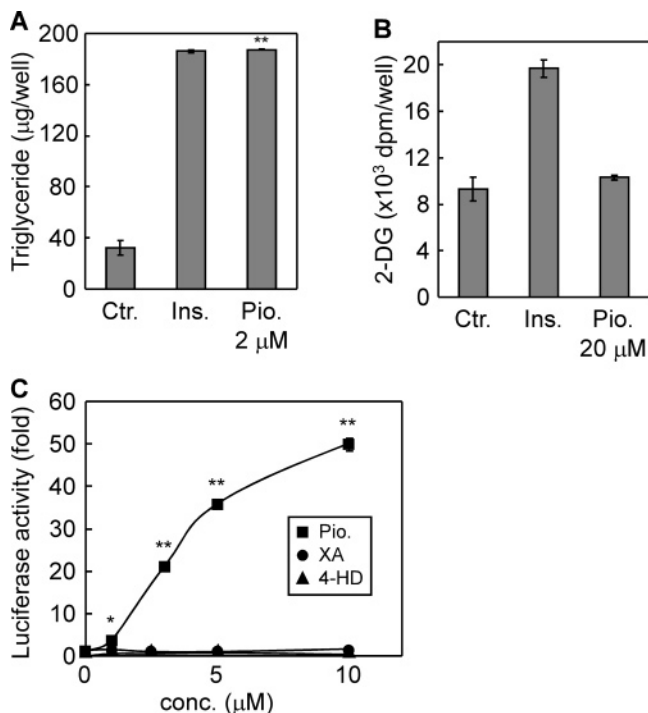 A
Triglyceride (μg/well)
200
160
120
80
40
0
**
Ctr.
Ins.
Pio.
2 μM
B
2-DG (x10³ dpm/well)
20
16
12
8
4
0
Ctr.
Ins.
Pio.
20 μM
C
Luciferase activity (fold)
60
50
40
30
20
10
0
*
**
**
**
Pio.
XA
4-HD
0
5
10
conc. (μM)